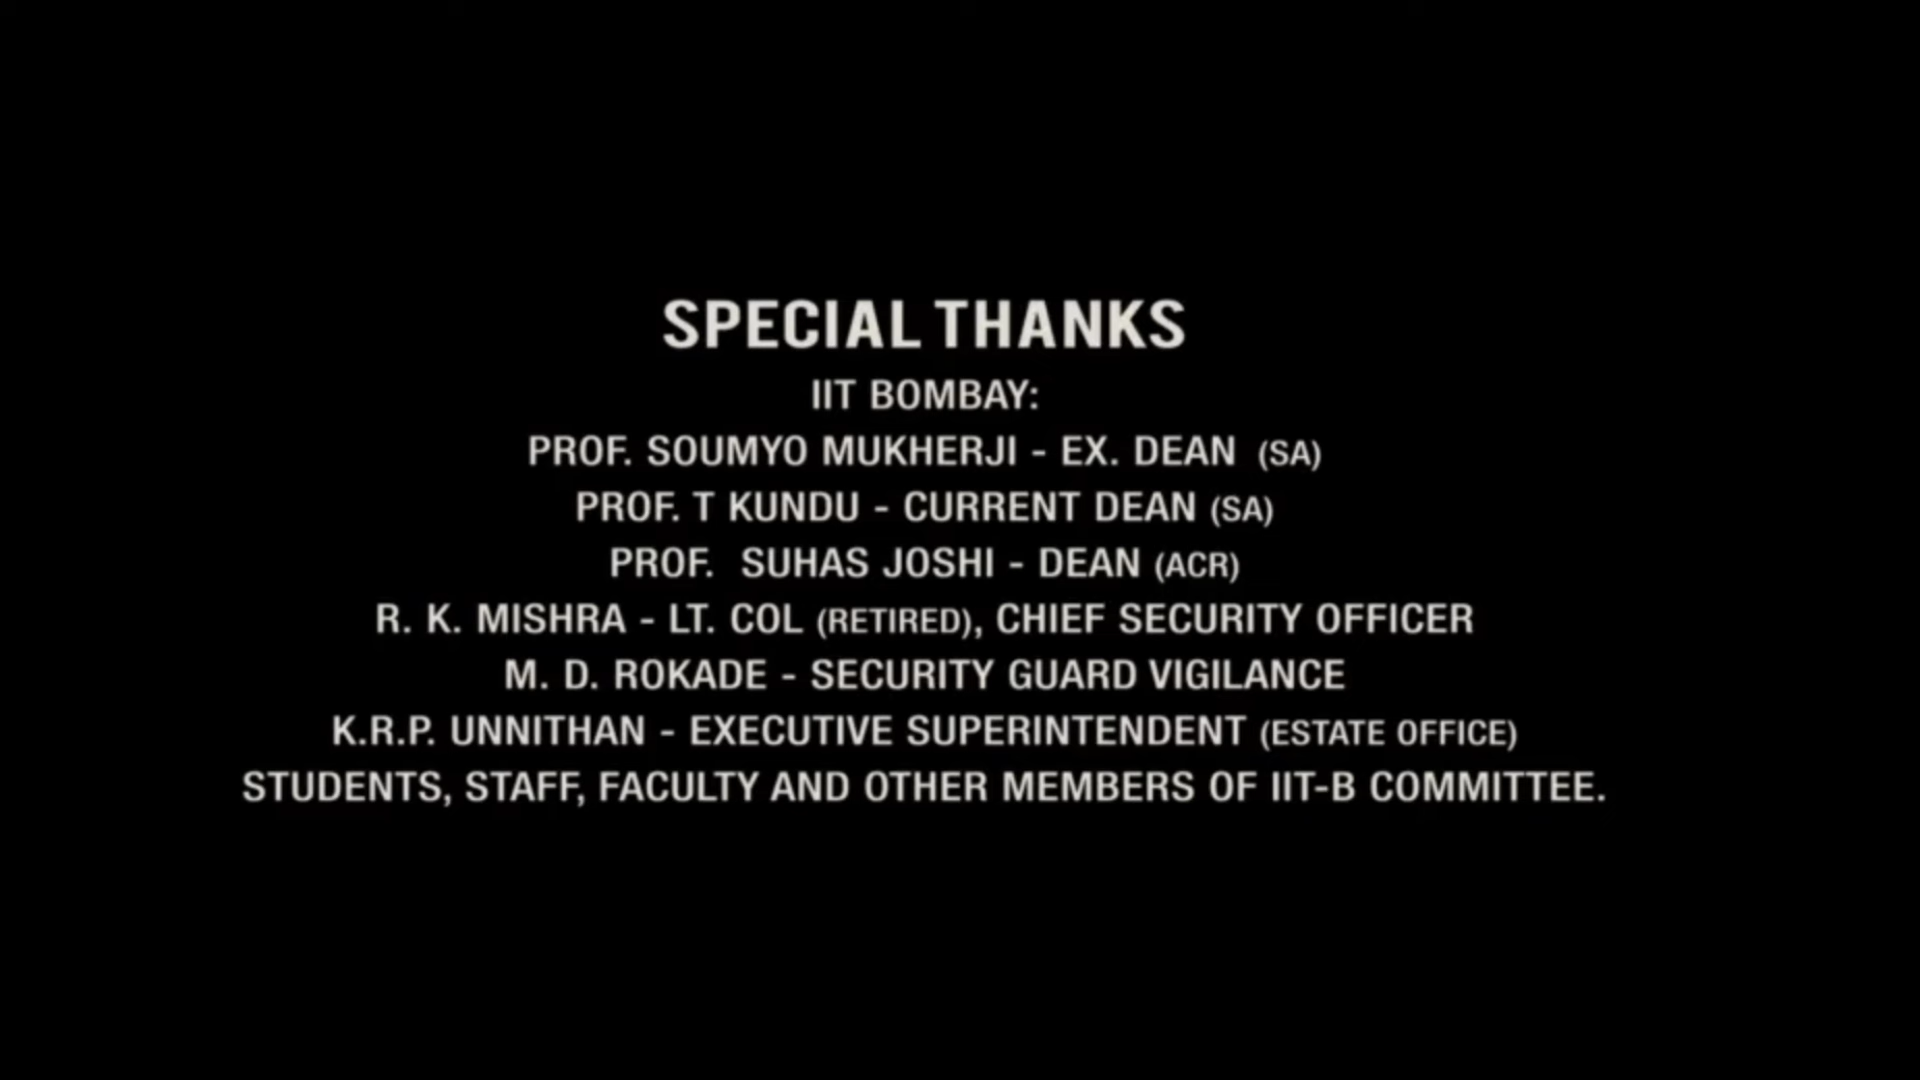 SPECIAL THANKS
IIT BOMBAY:
PROF. SOUMYO MUKHERJI - EX. DEAN (SA)
PROF. T KUNDU - CURRENT DEAN (SA)
PROF. SUHAS JOSHI - DEAN (ACR)
R. K. MISHRA - LT. COL (RETIRED), CHIEF SECURITY OFFICER
M. D. ROKADE - SECURITY GUARD VIGILANCE
K.R.P. UNNITHAN - EXECUTIVE SUPERINTENDENT (ESTATE OFFICE)
STUDENTS, STAFF, FACULTY AND OTHER MEMBERS OF IIT-B COMMITTEE.